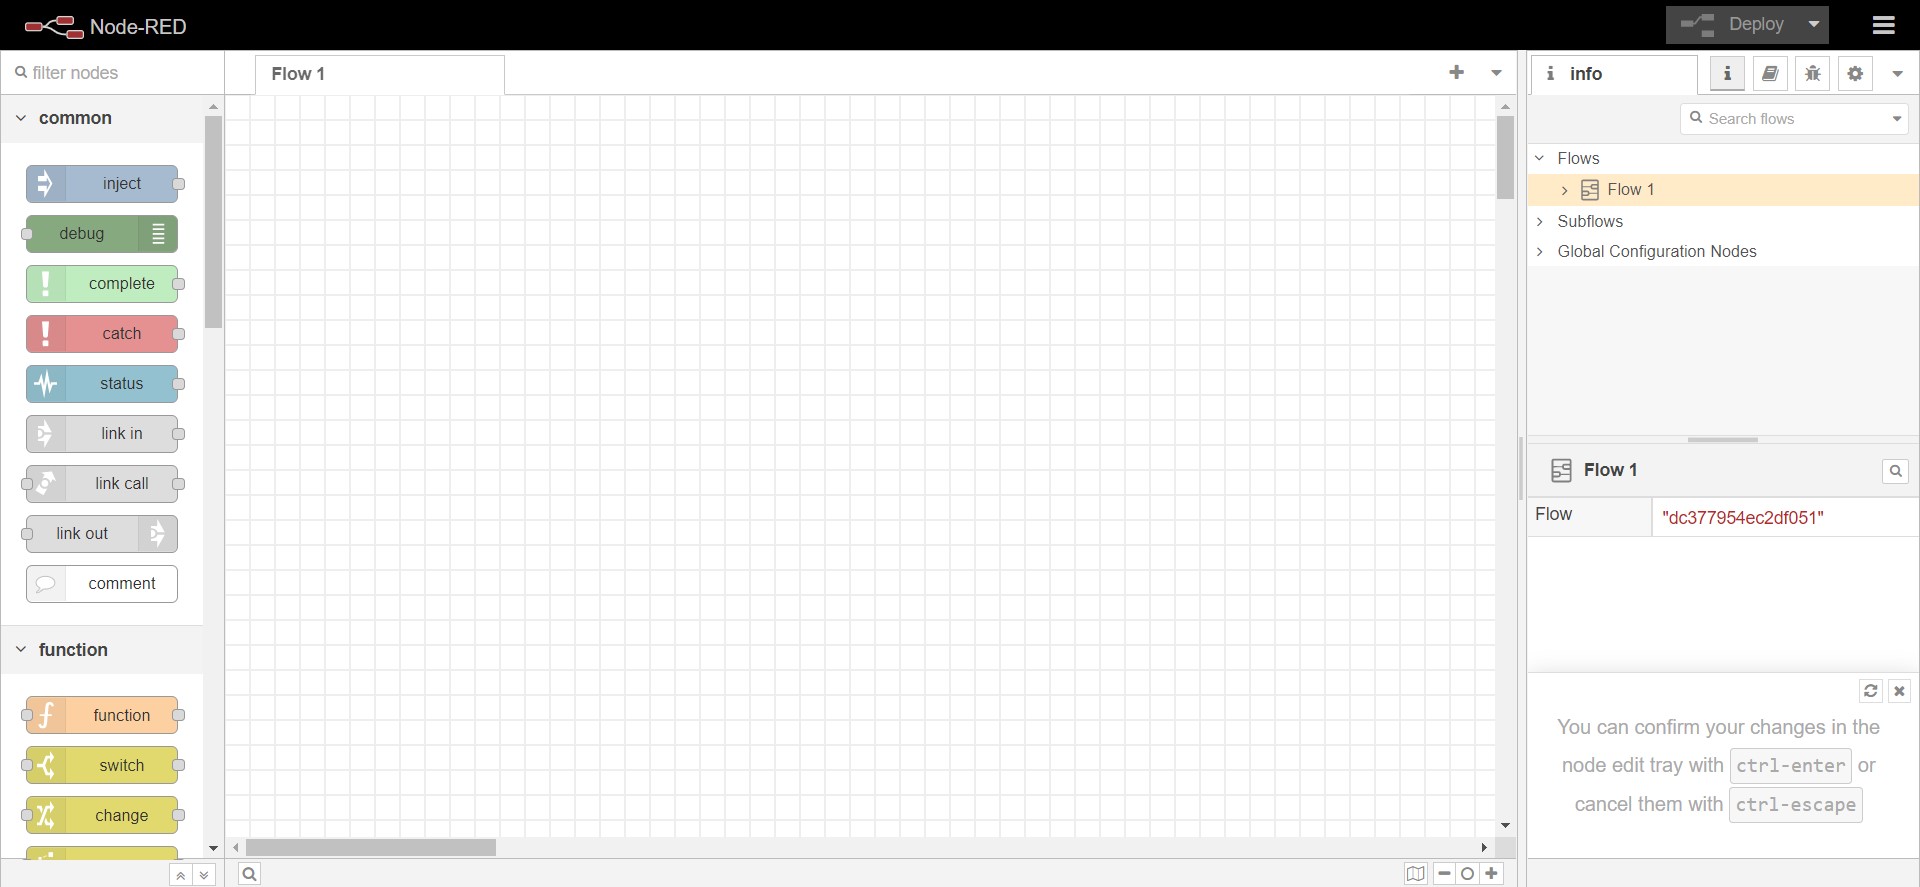 Node-RED
Deploy
filter nodes
Flow 1
info
common
Search flows
inject
Flows
Flow 1
debug
Subflows
Global Configuration Nodes
complete
catch
status
link in
link call
Flow 1
link out
Flow
"dc377954ec2df051"
comment
function
function
You can confirm your changes in the
switch
node edit tray with ctrl-enter or
change
cancel them with ctrl-escape